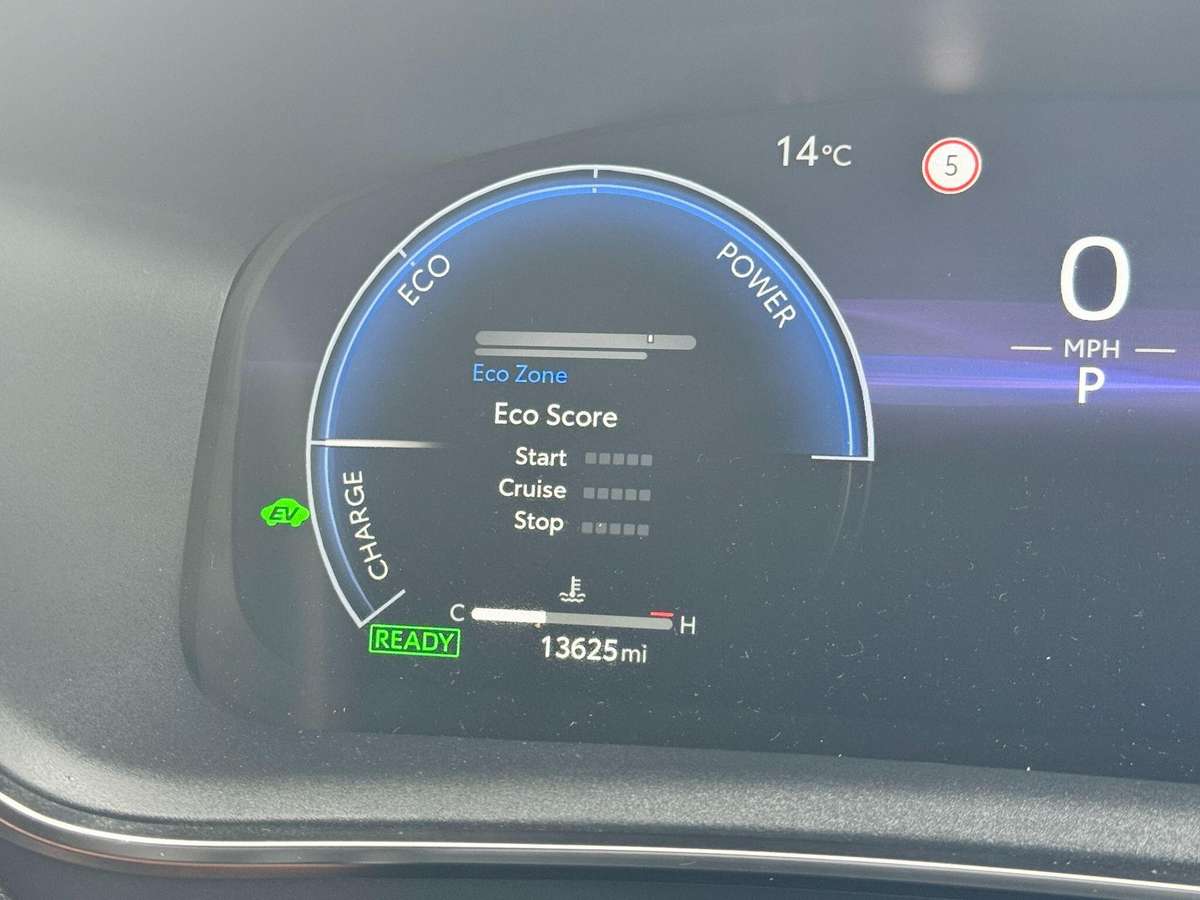 14°C
5
ECO
POWER
0
MPH
P
Eco Zone
Eco Score
Start
Cruise
Stop
CHARGE
EV
C
H
READY
13625mi